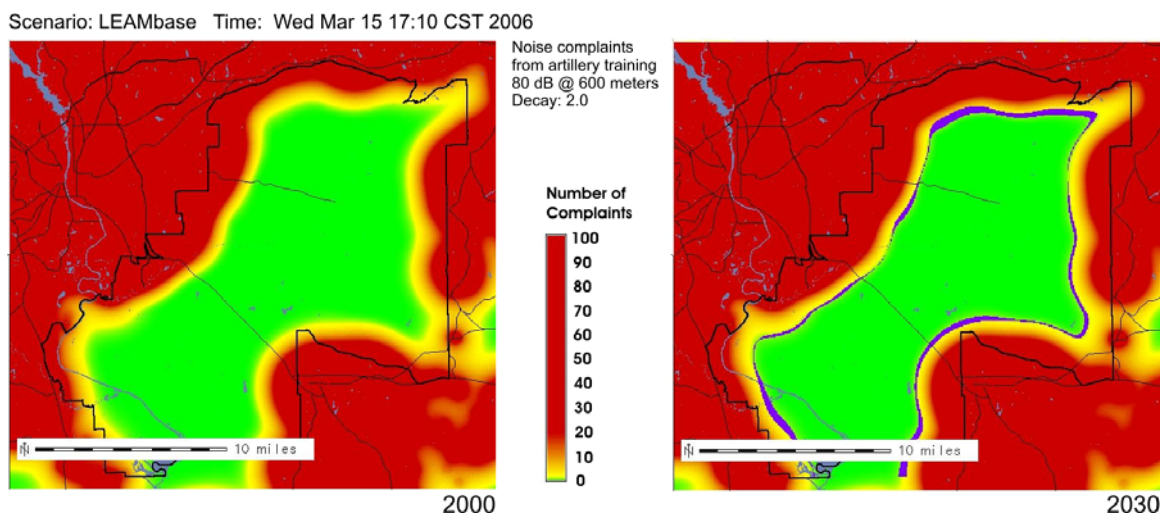 Scenario: LEAMbase Time: Wed Mar 15 17:10 CST 2006
Noise complaints
from artillery training
80 dB @ 600 meters
Decay: 2.0
Number of
Complaints
100
90
80
70
60
50
40
30
20
10
0
N 10 miles
2000
N 10 miles
2030